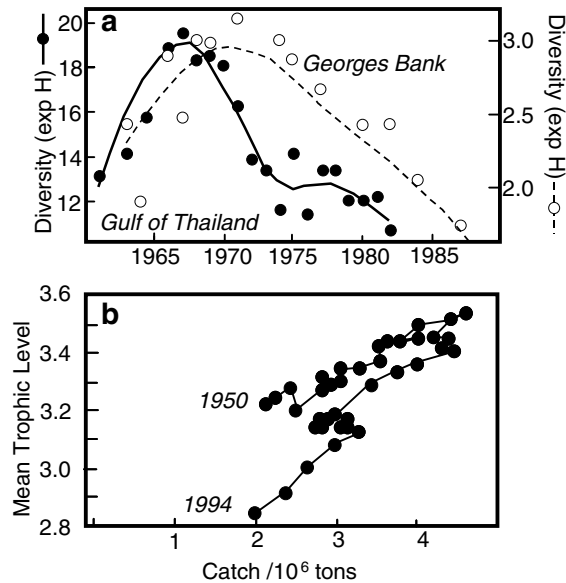 a
20
18
16
14
12
Diversity (exp H)
3.0
2.5
2.0
Diversity (exp H)
Georges Bank
Gulf of Thailand
1965 1970 1975 1980 1985
b
3.6
3.4
3.2
3.0
2.8
Mean Trophic Level
1950
1994
1 2 3 4
Catch /10⁶ tons